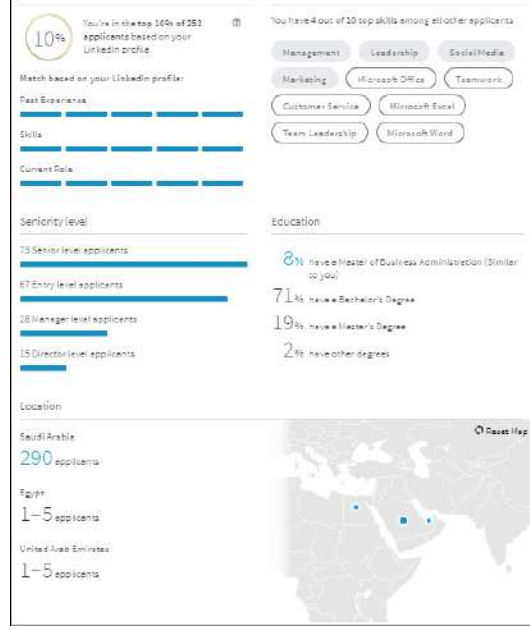 10%
You're in the top 10% of 252
applicants based on your
LinkedIn profile
Match based on your LinkedIn profile:
Past Experience
Skills
Current Role
You have 4 out of 10 top skills among all other applicants
Management
Leadership
Social Media
Marketing
Microsoft Office
Teamwork
Customer Service
Microsoft Excel
Team Leadership
Microsoft Word
Seniority level
73 Senior level applicants
67 Entry level applicants
28 Manager level applicants
15 Director level applicants
Education
8% have a Master of Business Administration (Similar
to you)
71% have a Bachelor's Degree
19% have a Master's Degree
2% have other degrees
Location
Saudi Arabia
290 applicants
Egypt
1-5 applicants
United Arab Emirates
1-5 applicants
Reset Map